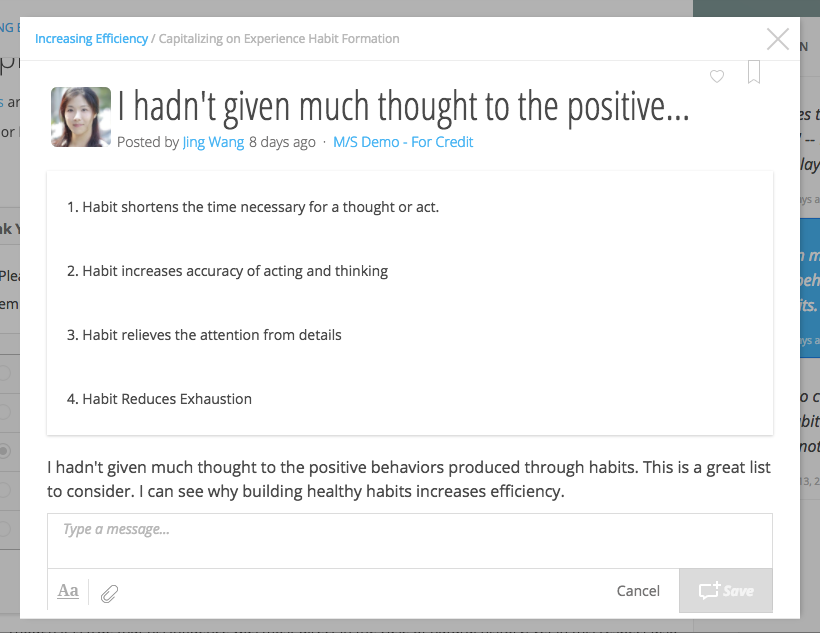 Increasing Efficiency / Capitalizing on Experience Habit Formation
I hadn't given much thought to the positive...
Posted by Jing Wang 8 days ago · M/S Demo - For Credit
1. Habit shortens the time necessary for a thought or act.
2. Habit increases accuracy of acting and thinking
3. Habit relieves the attention from details
4. Habit Reduces Exhaustion
I hadn't given much thought to the positive behaviors produced through habits. This is a great list
to consider. I can see why building healthy habits increases efficiency.
Type a message...
Aa
Cancel
Save